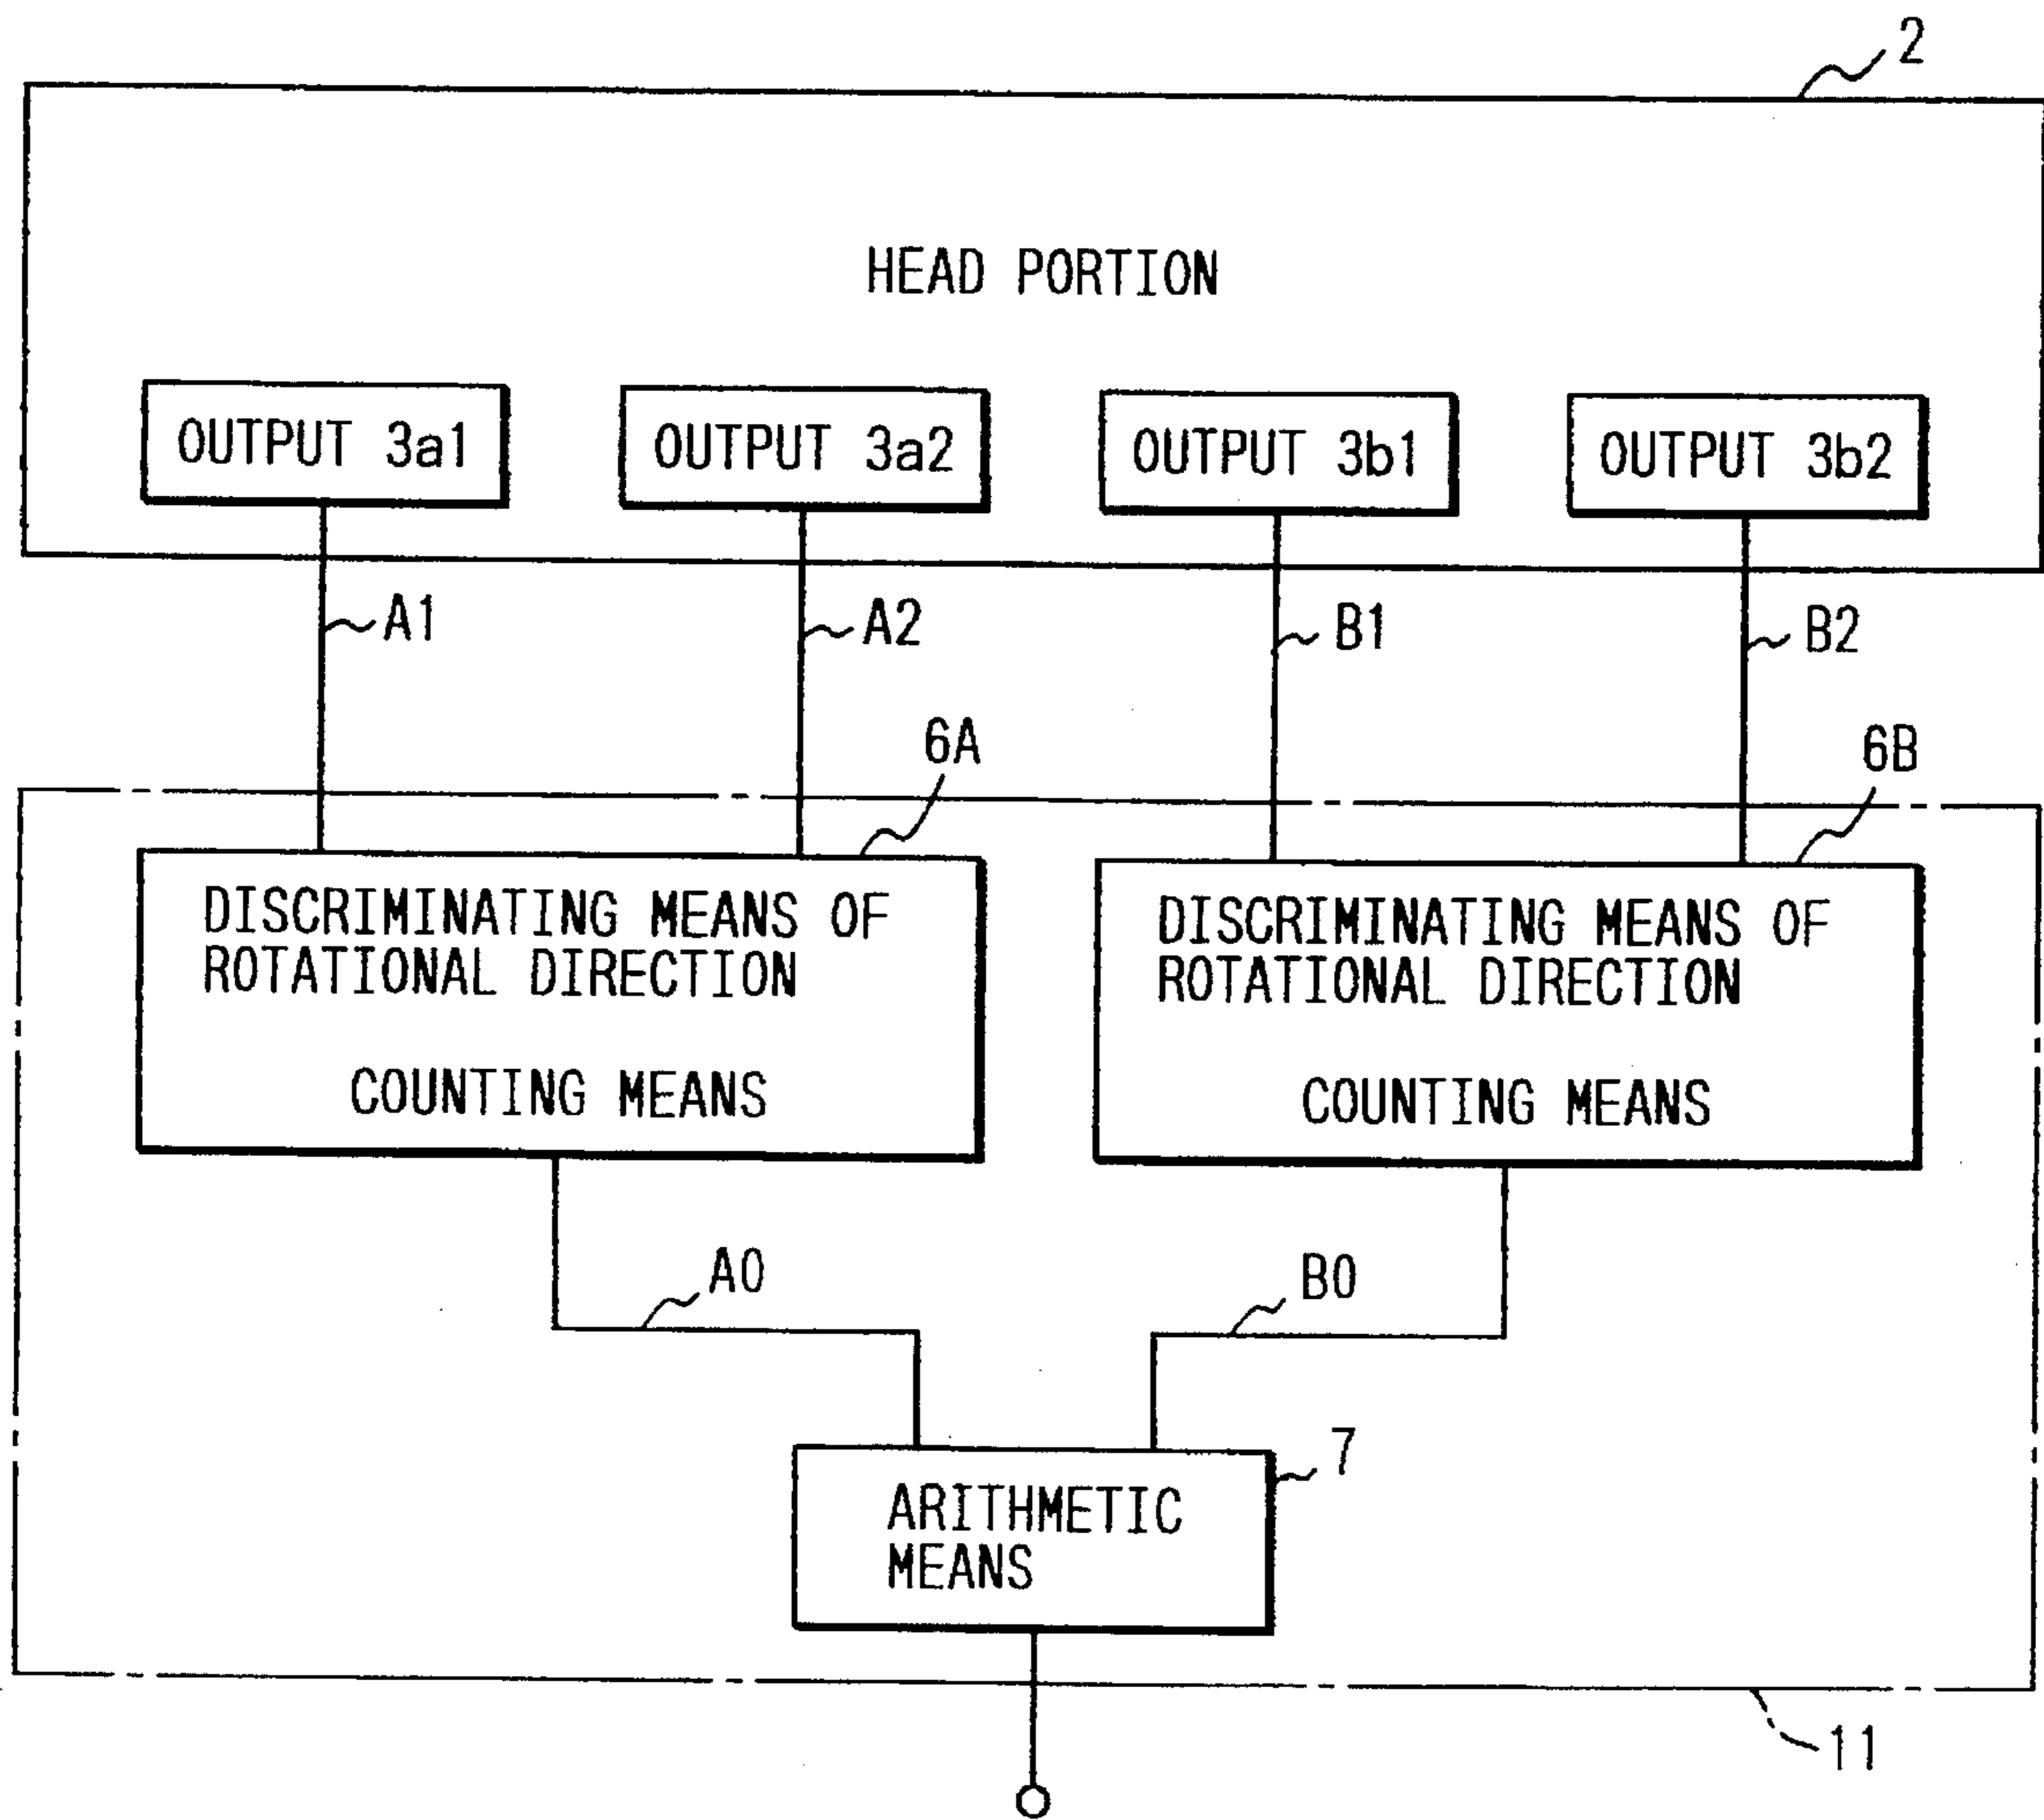 2
HEAD PORTION
OUTPUT 3a1
OUTPUT 3a2
OUTPUT 3b1
OUTPUT 3b2
A1
A2
B1
B2
6A
6B
DISCRIMINATING MEANS OF
ROTATIONAL DIRECTION
COUNTING MEANS
DISCRIMINATING MEANS OF
ROTATIONAL DIRECTION
COUNTING MEANS
A0
B0
7
ARITHMETIC
MEANS
11